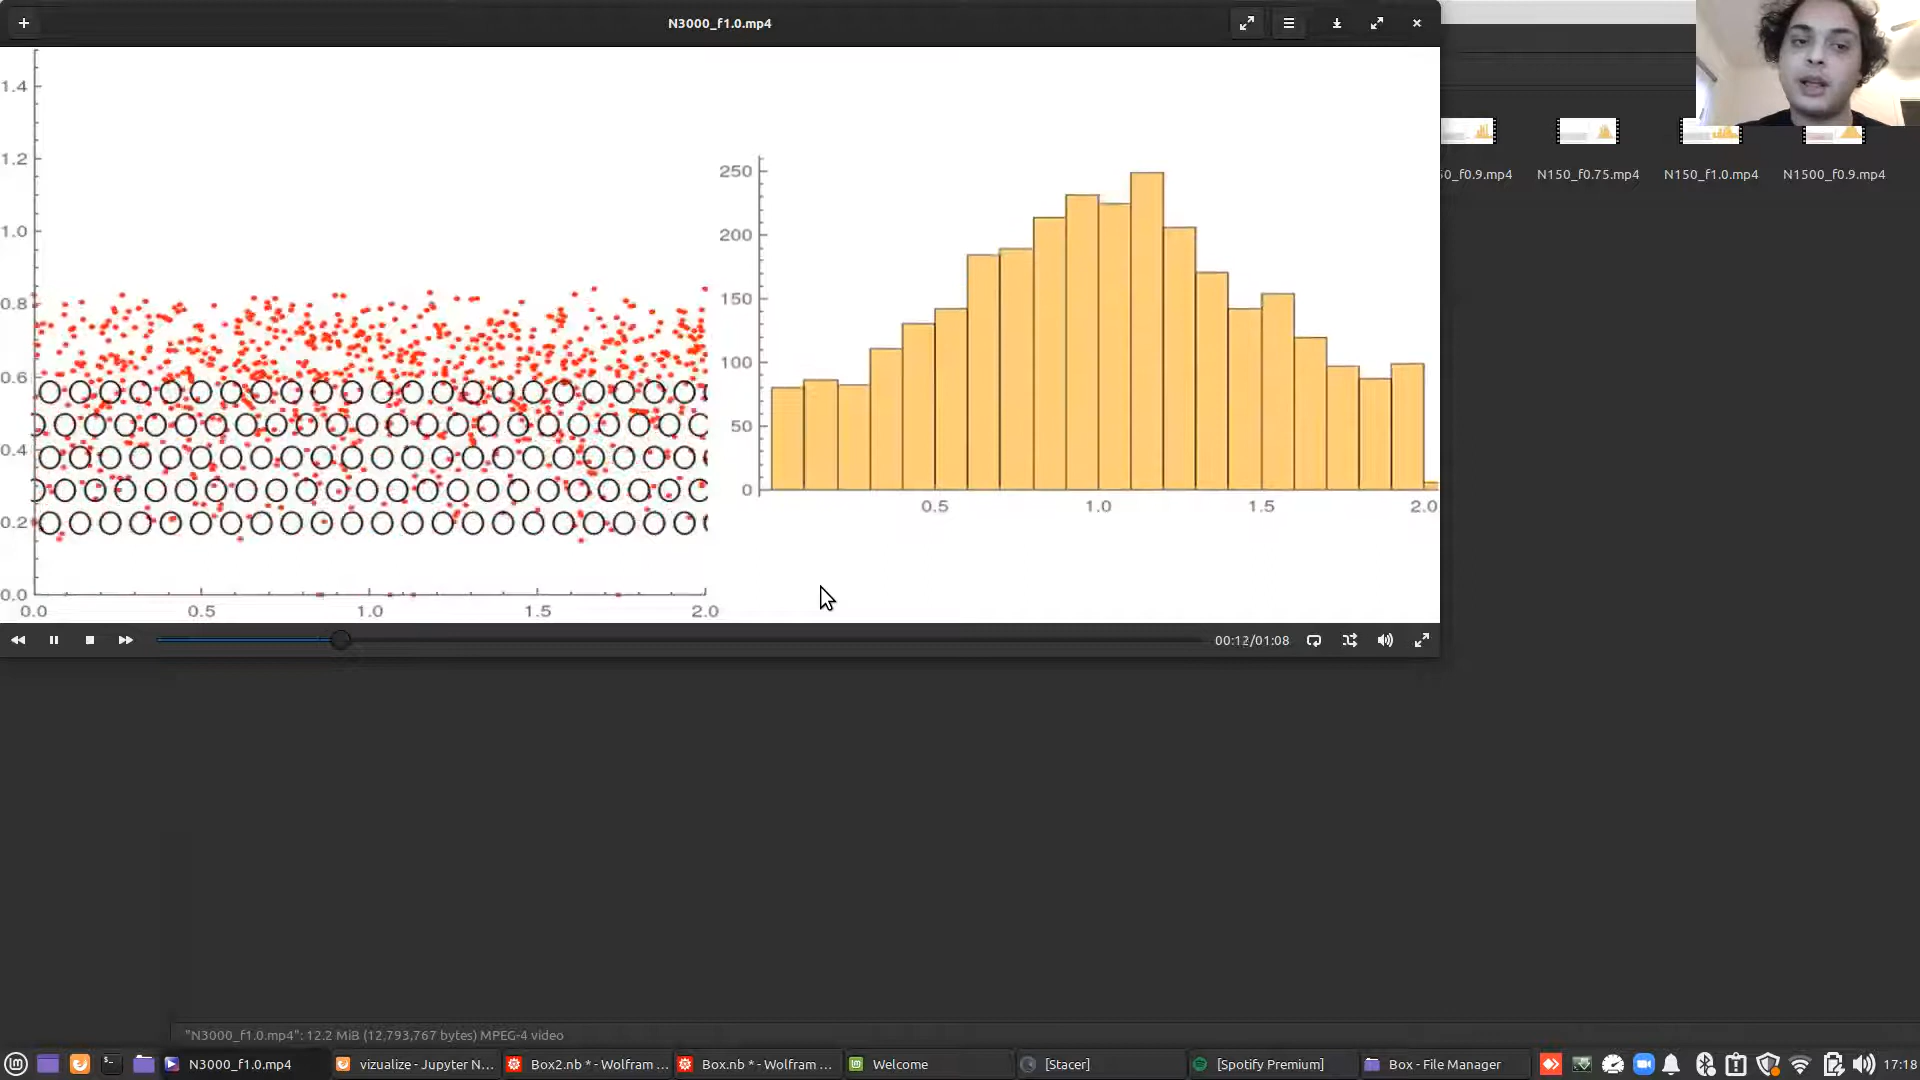 N3000_f1.0.mp4
1.4
1.2
1.0
0.8
0.6
0.4
0.2
0.0
0.0 0.5 1.0 1.5 2.0
250
200
150
100
50
0
0.5 1.0 1.5 2.0
0_f0.9.mp4 N150_f0.75.mp4 N150_f1.0.mp4 N1500_f0.9.mp4
00:12/01:08
"N3000_f1.0.mp4": 12.2 MiB (12,793,767 bytes) MPEG-4 video
N3000_f1.0.mp4 vizualize - Jupyter N... Box2.nb * - Wolfram ... Box.nb * - Wolfram ... Welcome [Stacer] [Spotify Premium] Box - File Manager 17:18